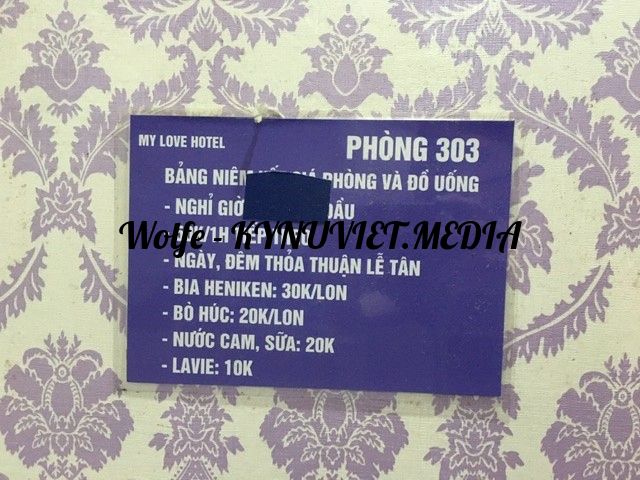 MY LOVE HOTEL
PHÒNG 303
BẢNG NIÊM PHÒNG VÀ ĐỒ UỐNG
- NGHỈ GIỜ ĐẦU
Wolfe - KYNUVIET.MEDIA
- NGÀY, ĐÊM THỎA THUẬN LỄ TÂN
- BIA HENIKEN: 30K/LON
- BÒ HÚC: 20K/LON
- NƯỚC CAM, SỮA: 20K
- LAVIE: 10K